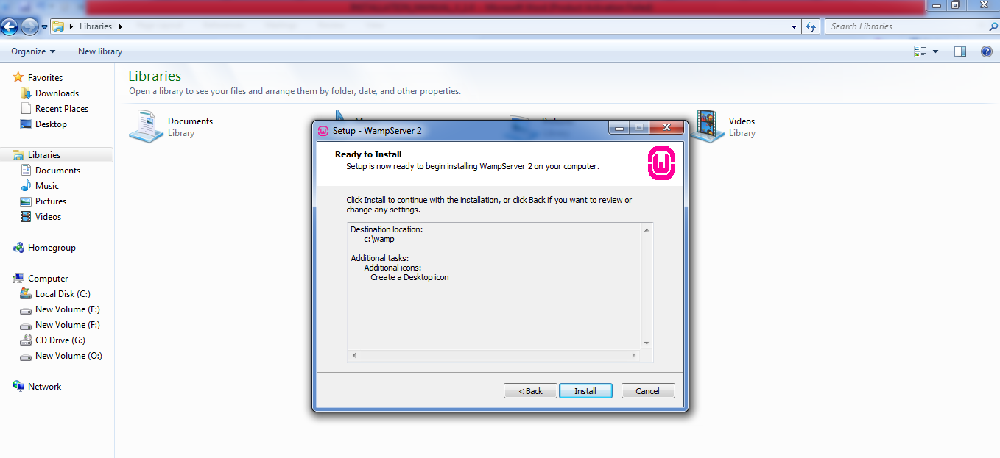 Libraries
Search Libraries
Organize
New library
Favorites
Downloads
Recent Places
Desktop
Libraries
Documents
Music
Pictures
Videos
Homegroup
Computer
Local Disk (C:)
New Volume (E:)
New Volume (F:)
CD Drive (G:)
New Volume (O:)
Network
Libraries
Open a library to see your files and arrange them by folder, date, and other properties.
Documents
Library
Videos
Library
Setup - WampServer 2
Ready to Install
Setup is now ready to begin installing WampServer 2 on your computer.
W
Click Install to continue with the installation, or click Back if you want to review or
change any settings.
Destination location:
c:\wamp
Additional tasks:
Additional icons:
Create a Desktop icon
< Back
Install
Cancel